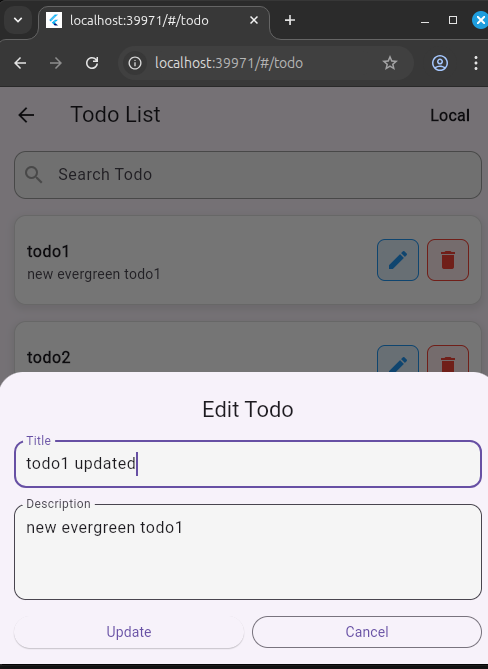 localhost:39971/#/todo
localhost:39971/#/todo
Todo List
Local
Search Todo
todo1
new evergreen todo1
todo2
Edit Todo
Title
todo1 updated
Description
new evergreen todo1
Update
Cancel